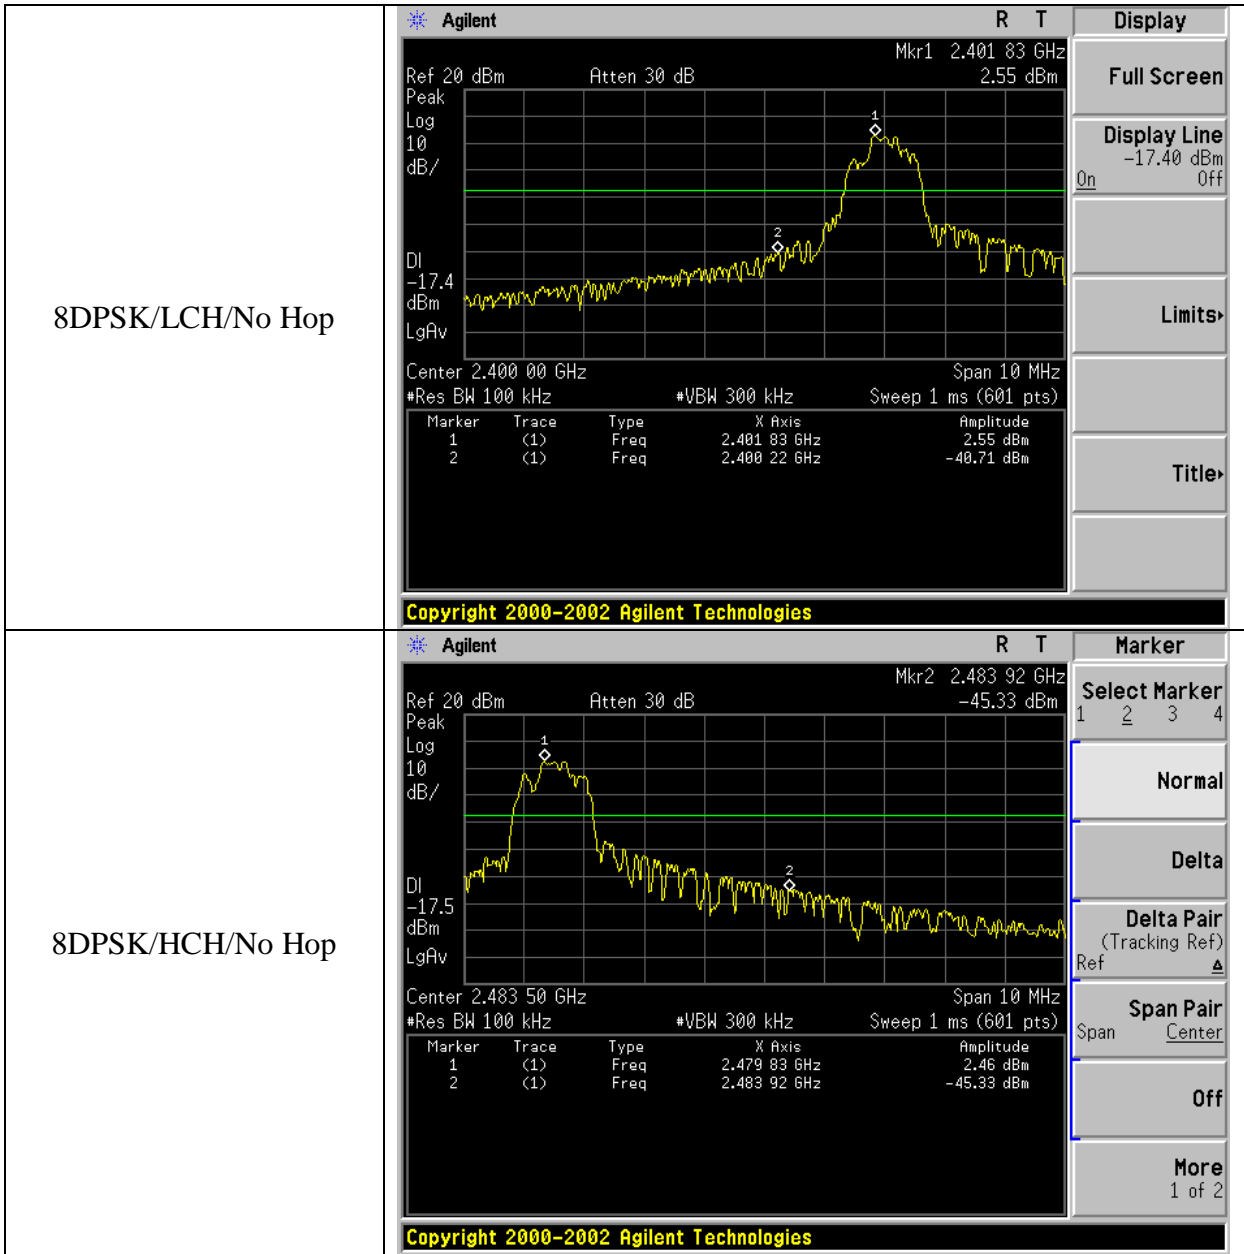 8DPSK/LCH/No Hop
Agilent R T
Mkr1 2.401 83 GHz
Ref 20 dBm Atten 30 dB 2.55 dBm
Peak
Log
10
dB/
1
2
DI
-17.4
dBm
LgAv
Center 2.400 00 GHz Span 10 MHz
#Res BW 100 kHz #VBW 300 kHz Sweep 1 ms (601 pts)
Marker Trace Type X Axis Amplitude
1 (1) Freq 2.401 83 GHz 2.55 dBm
2 (1) Freq 2.400 22 GHz -40.71 dBm
Display
Full Screen
Display Line
-17.40 dBm
On Off
Limits
Title
Copyright 2000-2002 Agilent Technologies
8DPSK/HCH/No Hop
Agilent R T
Mkr2 2.483 92 GHz
Ref 20 dBm Atten 30 dB -45.33 dBm
Peak
Log
10
dB/
1
2
DI
-17.5
dBm
LgAv
Center 2.483 50 GHz Span 10 MHz
#Res BW 100 kHz #VBW 300 kHz Sweep 1 ms (601 pts)
Marker Trace Type X Axis Amplitude
1 (1) Freq 2.479 83 GHz 2.46 dBm
2 (1) Freq 2.483 92 GHz -45.33 dBm
Marker
Select Marker
1 2 3 4
Normal
Delta
Delta Pair
(Tracking Ref)
Ref Δ
Span Pair
Span Center
Off
More
1 of 2
Copyright 2000-2002 Agilent Technologies